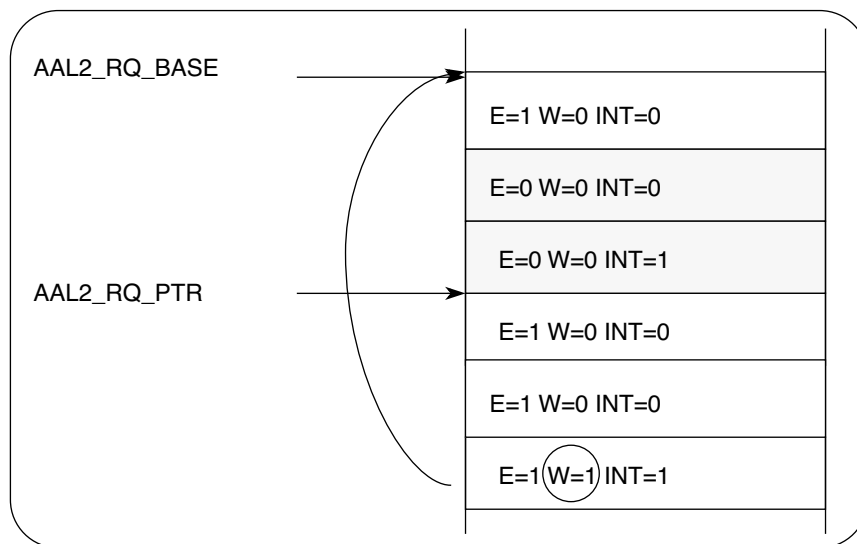 AAL2_RQ_BASE
E=1 W=0 INT=0
E=0 W=0 INT=0
E=0 W=0 INT=1
AAL2_RQ_PTR
E=1 W=0 INT=0
E=1 W=0 INT=0
E=1 W=1 INT=1